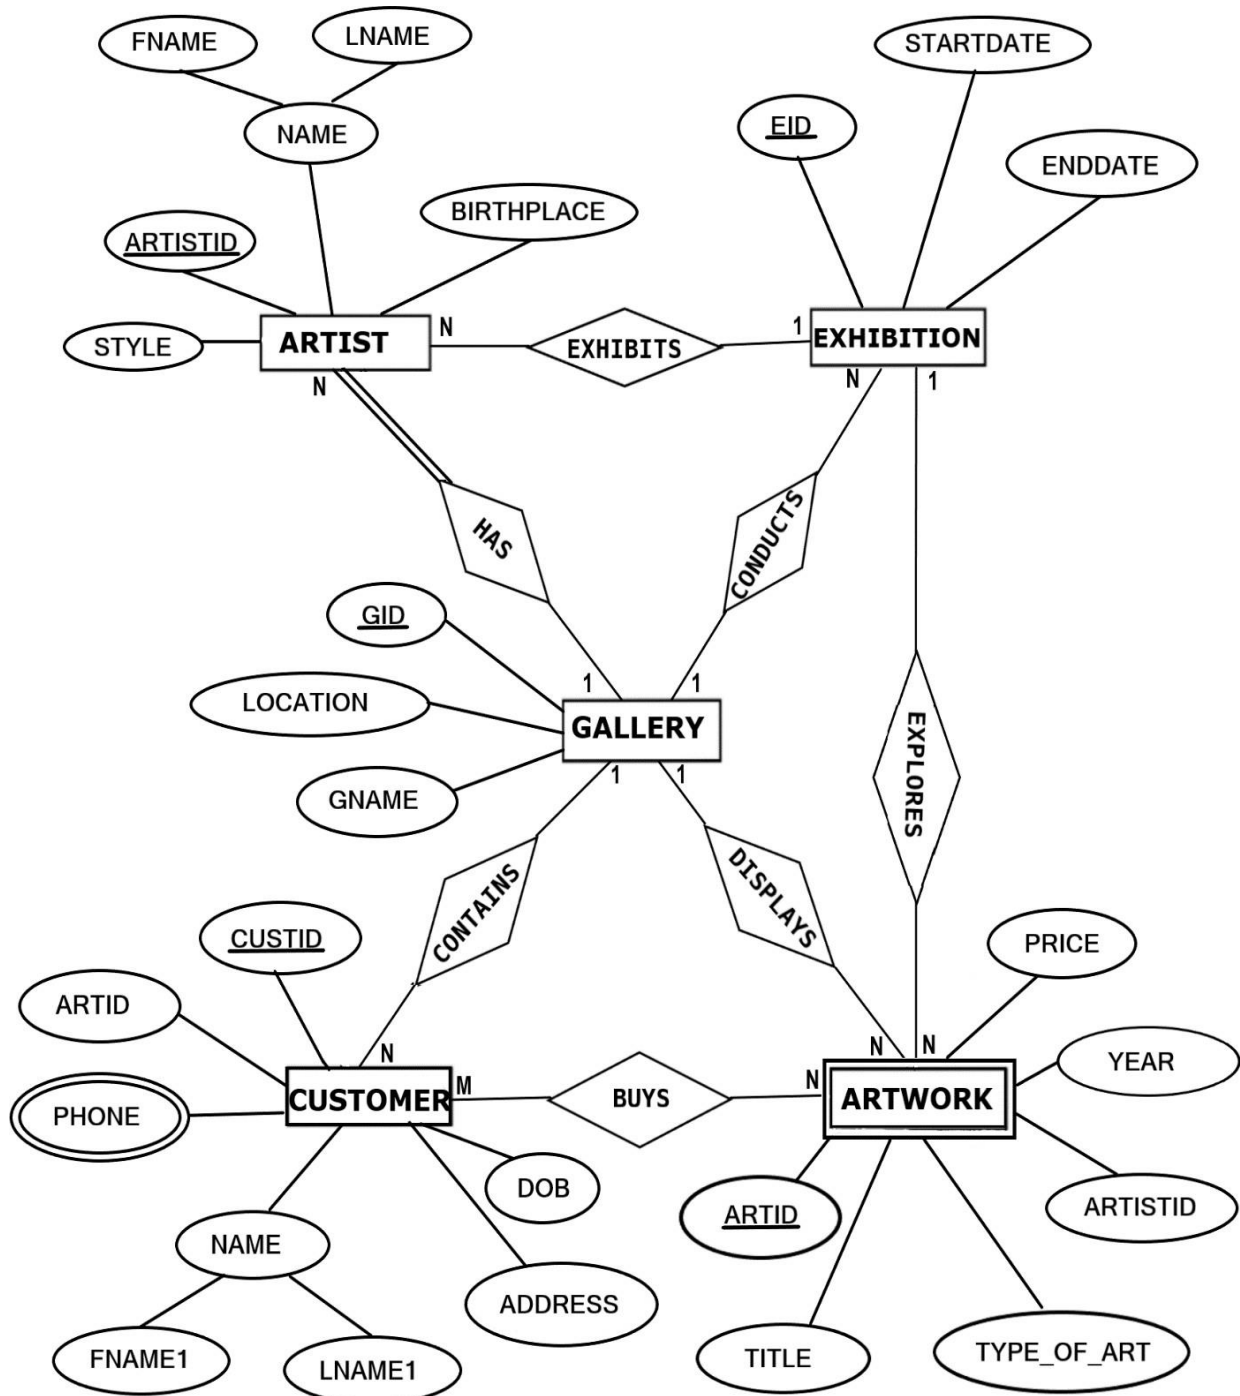 FNAME
LNAME
STARTDATE
NAME
EID
ENDDATE
ARTISTID
BIRTHPLACE
STYLE
ARTIST
N
EXHIBITS
1
EXHIBITION
N
N
1
HAS
CONDUCTS
GID
LOCATION
GNAME
1
1
GALLERY
1
1
EXPLORES
CONTAINS
DISPLAYS
CUSTID
ARTID
PHONE
PRICE
YEAR
N
N
N
CUSTOMER
M
BUYS
N
ARTWORK
DOB
ARTID
ARTISTID
NAME
ADDRESS
FNAME1
LNAME1
TITLE
TYPE_OF_ART